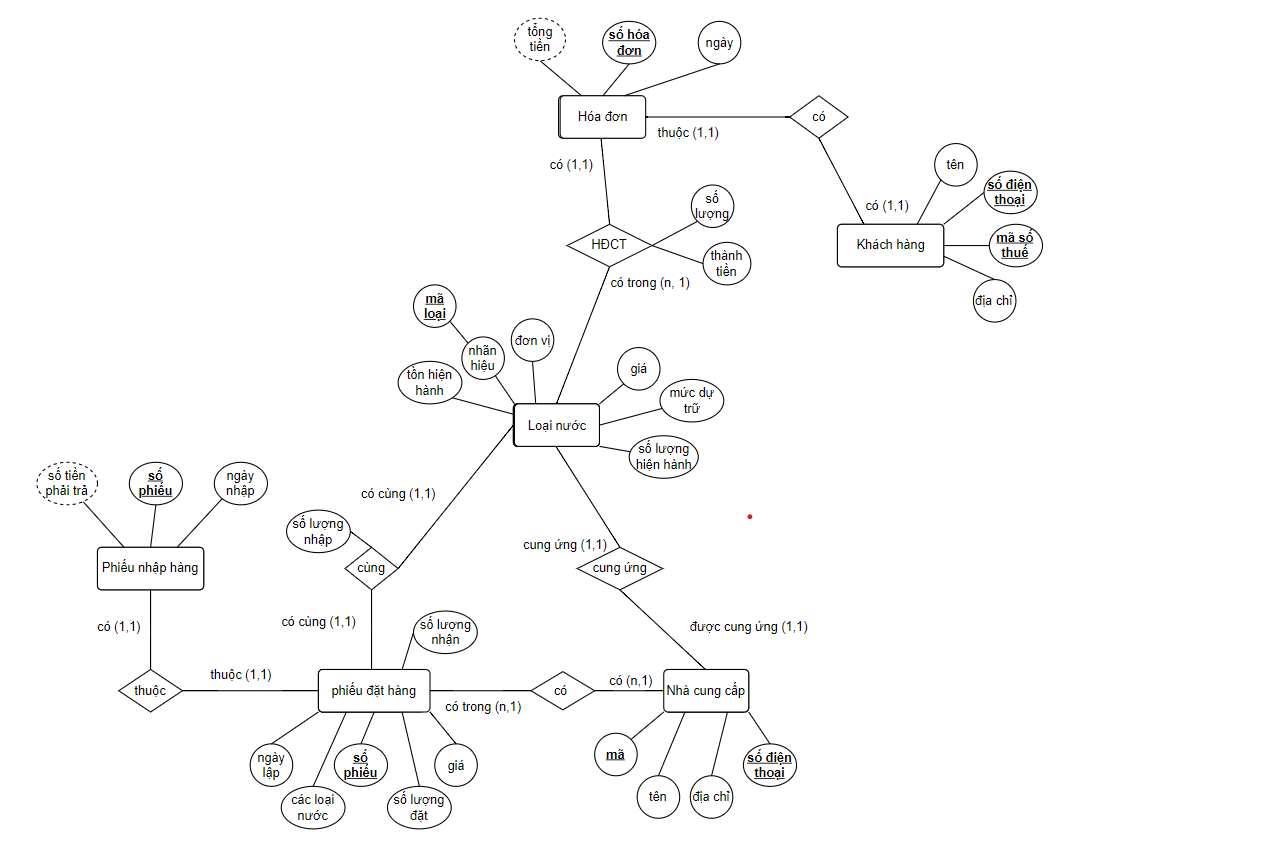 tổng
tiền
số hóa
đơn
ngày
Hóa đơn
có
thuộc (1,1)
có (1,1)
tên
số điện
thoại
số
lượng
có (1,1)
mã số
thuế
Khách hàng
HĐCT
thành
tiền
có trong (n, 1)
địa chỉ
mã
loại
đơn vị
nhãn
hiệu
giá
tồn hiện
hành
mức dự
trữ
Loại nước
số lượng
hiện hành
số tiền
phải trả
số
phiếu
ngày
nhập
có cùng (1,1)
số lượng
nhập
cung ứng (1,1)
Phiếu nhập hàng
cùng
cung ứng
có (1,1)
có cùng (1,1)
số lượng
nhận
được cung ứng (1,1)
thuộc (1,1)
có (n,1)
thuộc
phiếu đặt hàng
có
Nhà cung cấp
có trong (n,1)
ngày
lập
số
phiếu
giá
mã
số điện
thoại
các loại
nước
số lượng
đặt
tên
địa chỉ